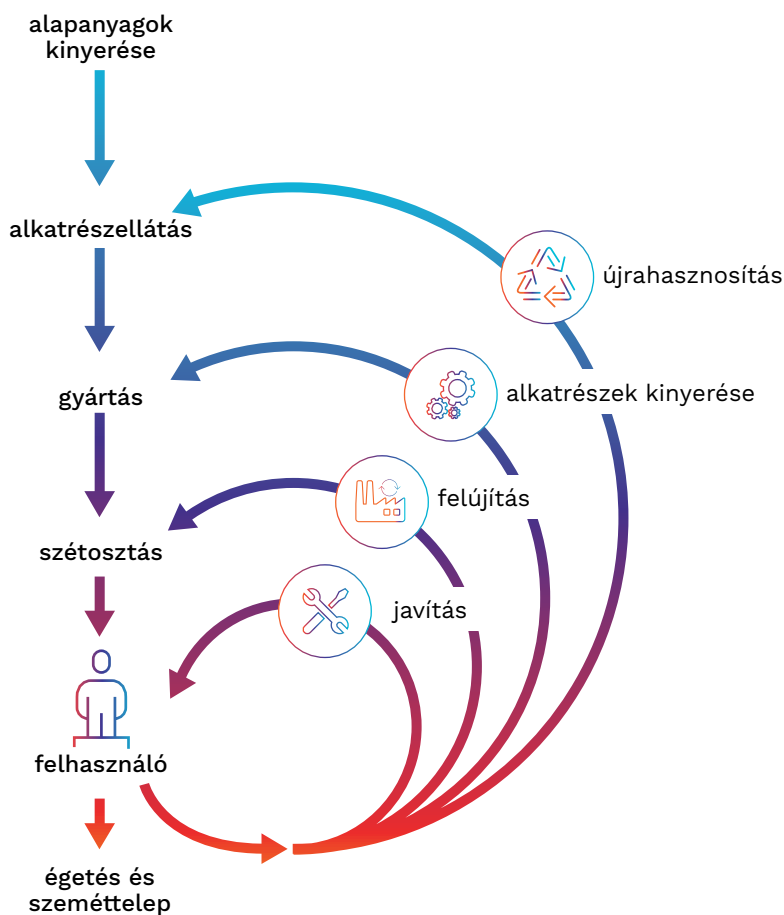 alapanyagok
kinyerése
alkatrészellátás
újrahasznosítás
gyártás
alkatrészek kinyerése
felújítás
szétosztás
javítás
felhasználó
égetés és
szeméttelep